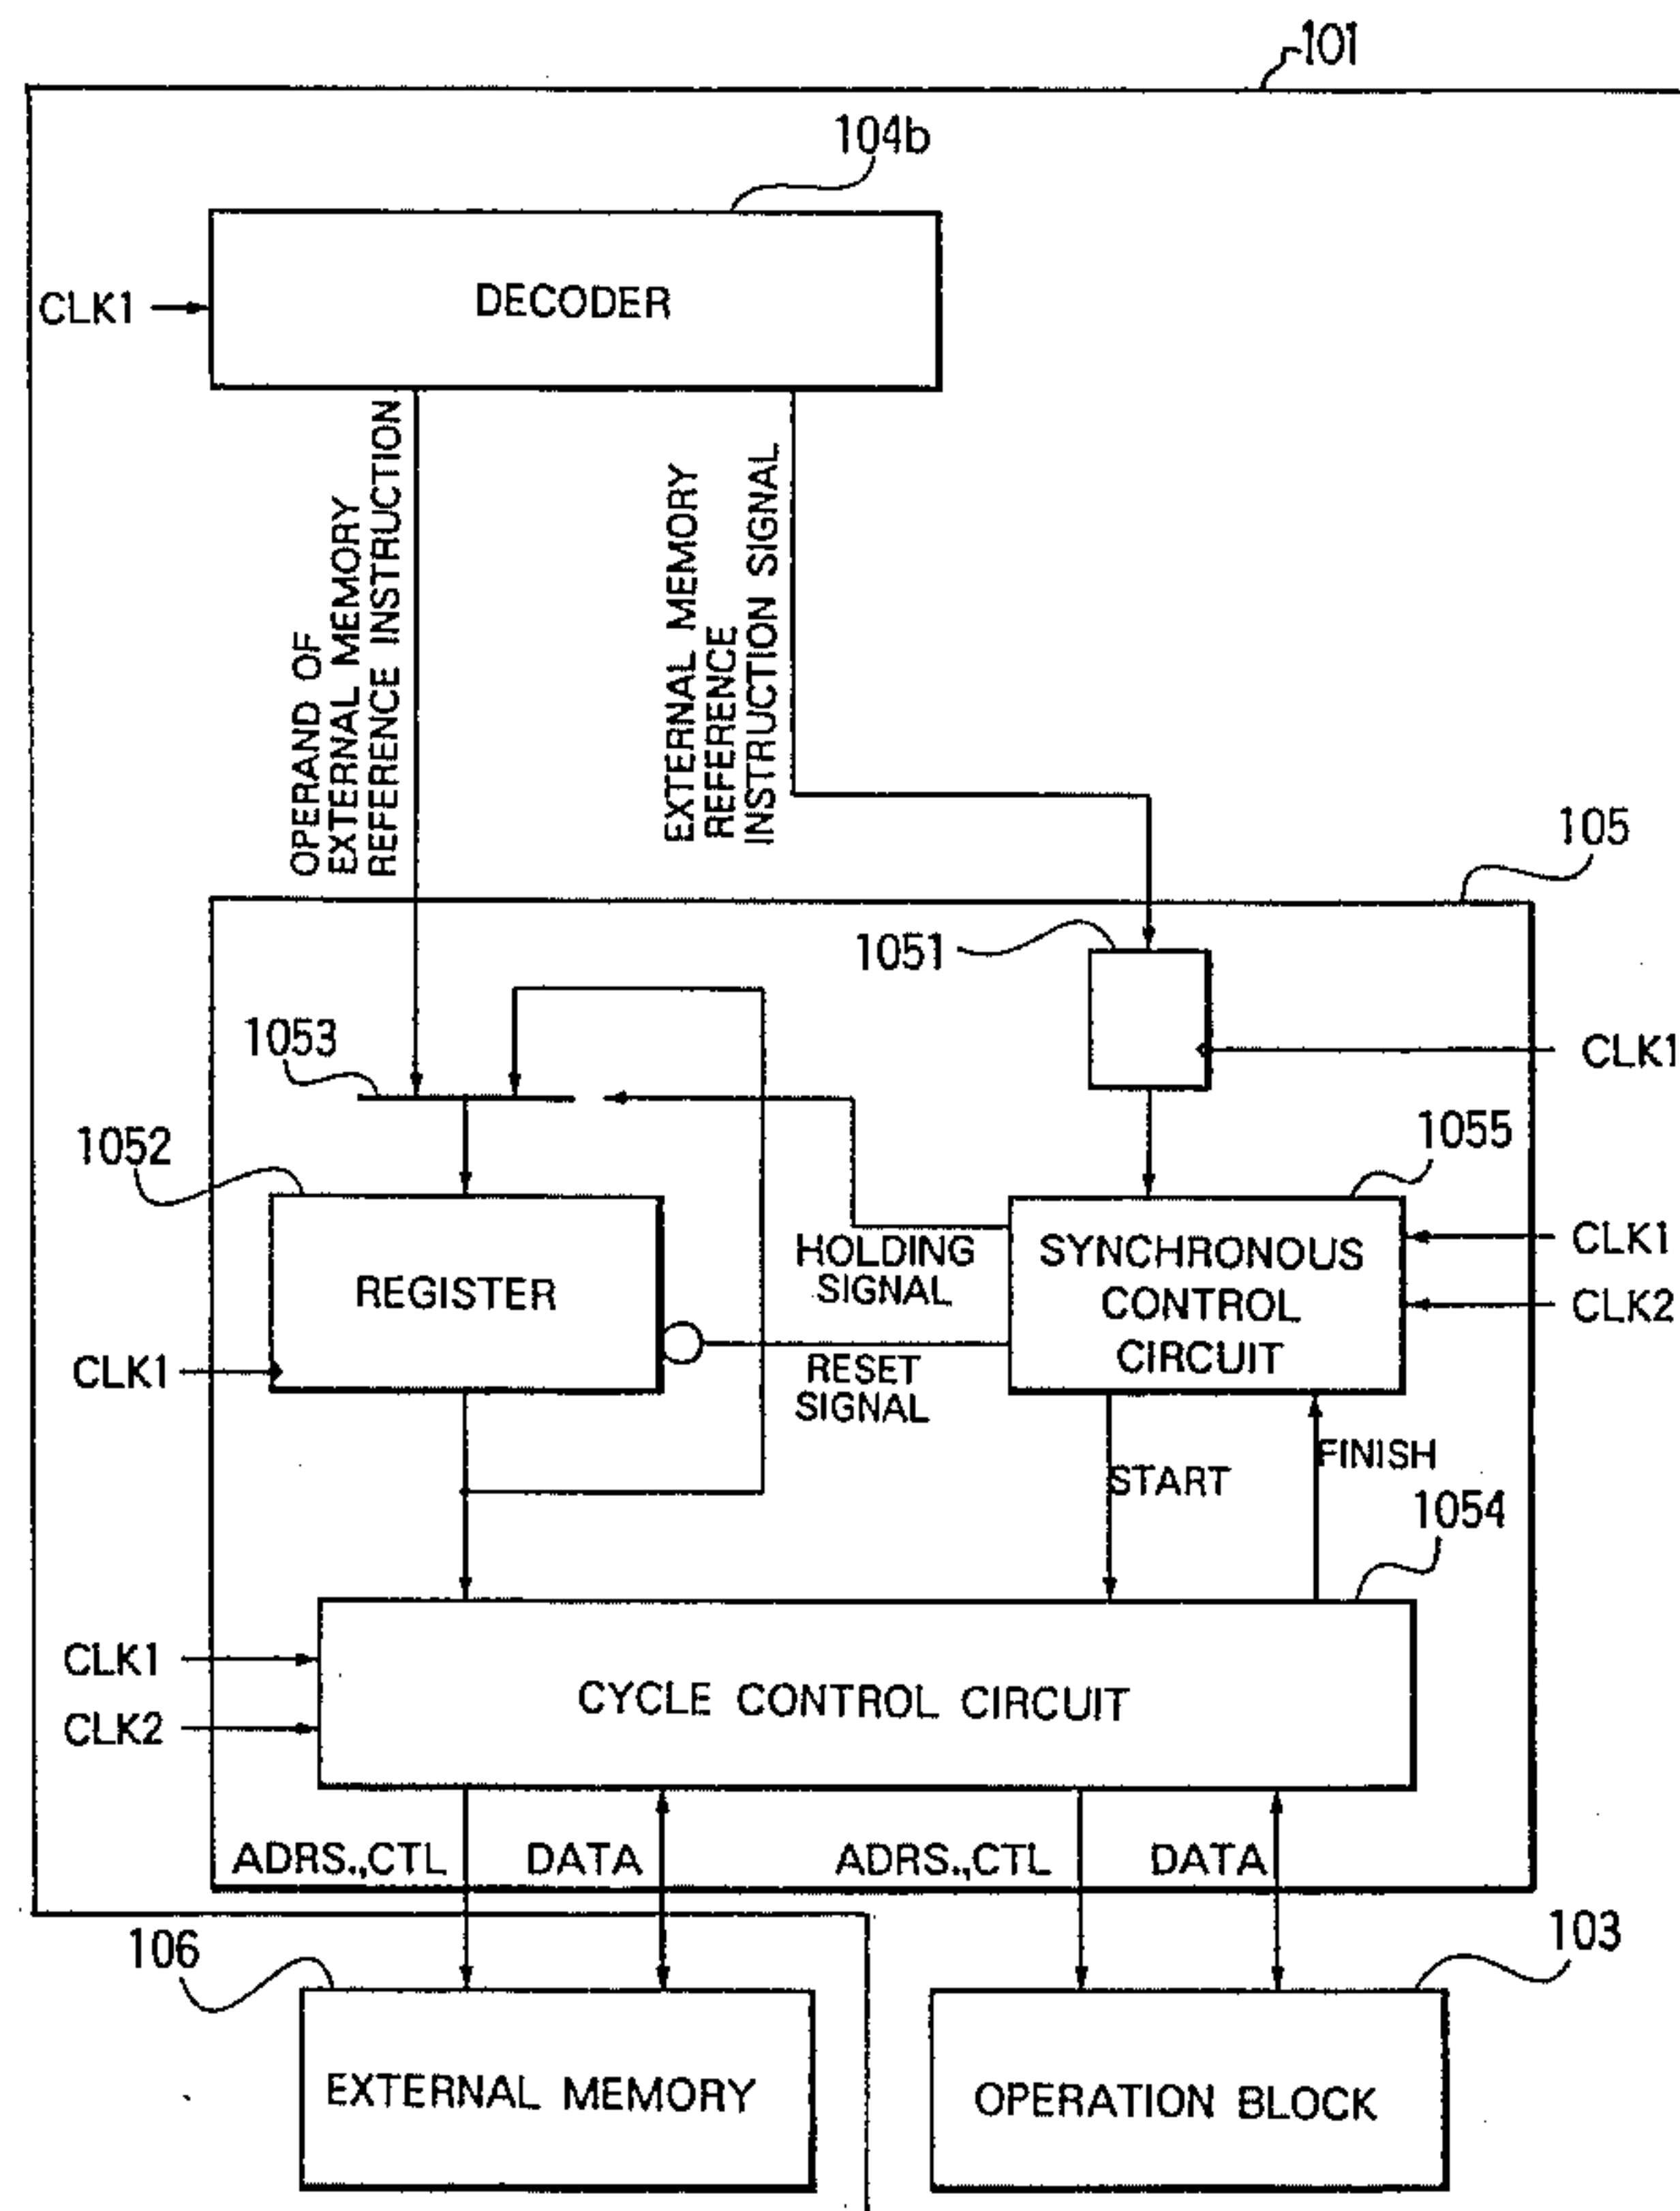 101
104b
CLK1
DECODER
OPERAND OF
EXTERNAL MEMORY
REFERENCE INSTRUCTION
EXTERNAL MEMORY
REFERENCE
INSTRUCTION SIGNAL
105
1051
1053
CLK1
1052
1055
HOLDING
SIGNAL
SYNCHRONOUS
CONTROL
CIRCUIT
CLK1
CLK2
REGISTER
CLK1
RESET
SIGNAL
START
FINISH
1054
CLK1
CLK2
CYCLE CONTROL CIRCUIT
ADRS.,CTL
DATA
ADRS.,CTL
DATA
106
103
EXTERNAL MEMORY
OPERATION BLOCK